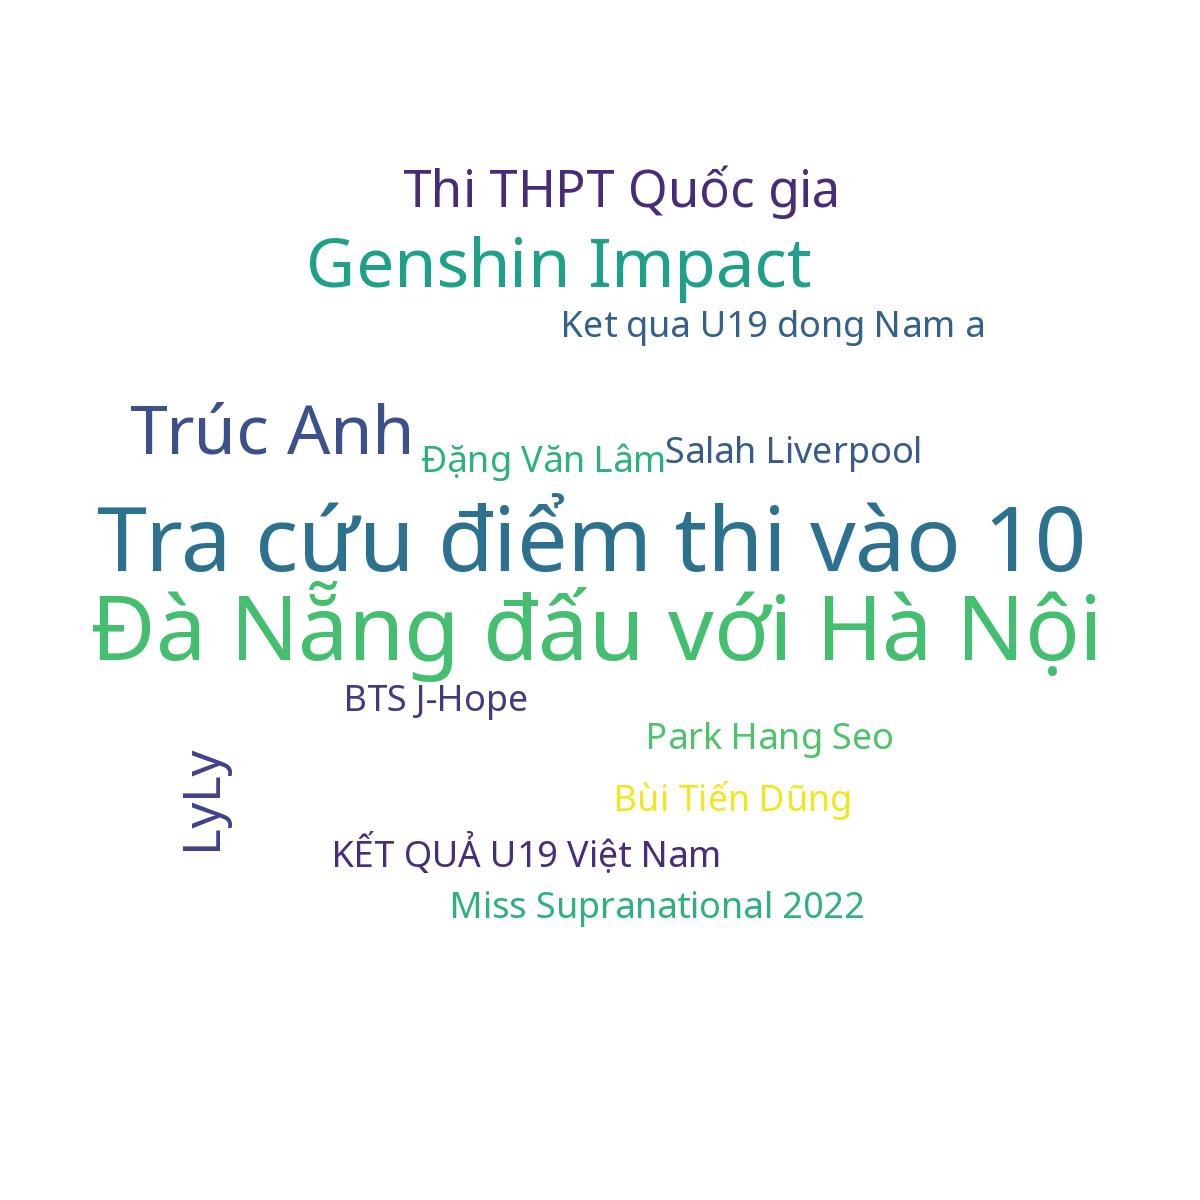 Thi THPT Quốc gia
Genshin Impact
Ket qua U19 dong Nam a
Trúc Anh
Đặng Văn Lâm
Salah Liverpool
Tra cứu điểm thi vào 10
Đà Nẵng đấu với Hà Nội
BTS J-Hope
Park Hang Seo
LyLy
Bùi Tiến Dũng
KẾT QUẢ U19 Việt Nam
Miss Supranational 2022